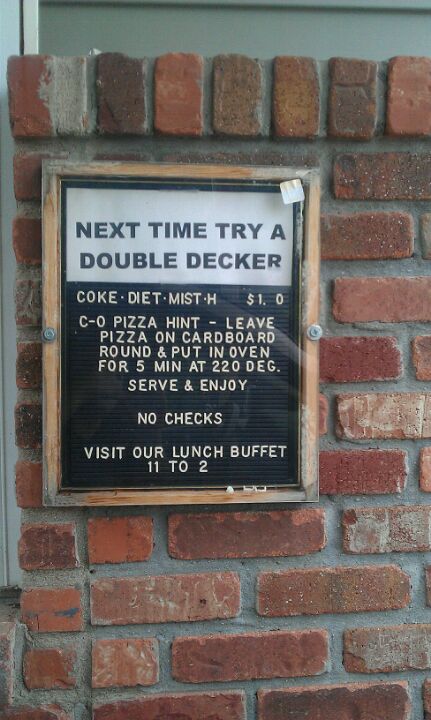 NEXT TIME TRY A
DOUBLE DECKER
COKE·DIET·MIST·H $1. 0
C-O PIZZA HINT - LEAVE
PIZZA ON CARDBOARD
ROUND & PUT IN OVEN
FOR 5 MIN AT 220 DEG.
SERVE & ENJOY
NO CHECKS
VISIT OUR LUNCH BUFFET
11 TO 2